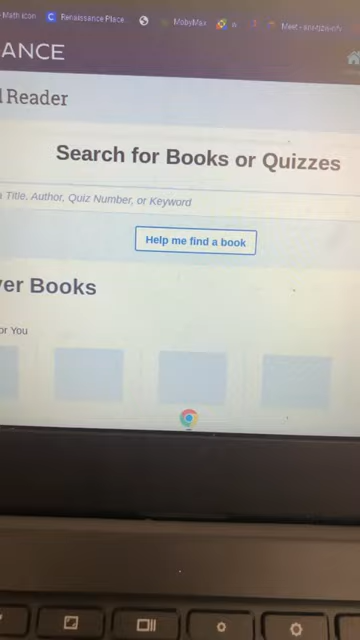 Math icon Renaissance Place MobyMax Meet -
ANCE
Reader
Search for Books or Quizzes
Title, Author, Quiz Number, or Keyword
Help me find a book
er Books
or You